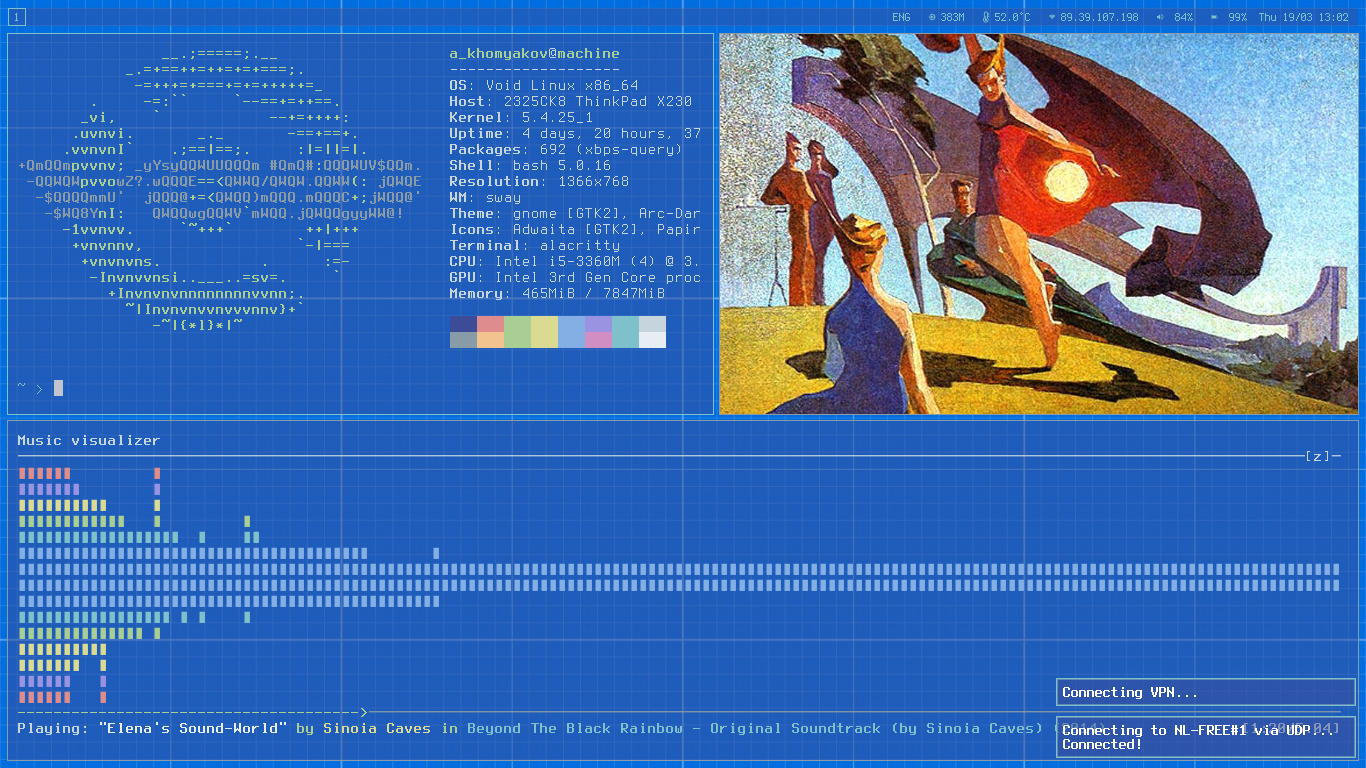 1
ENG 383M 52.0°C 89.39.107.198 84% 99% Thu 19/03 13:02
a_khomyakov@machine
-------------------
OS: Void Linux x86_64
Host: 2325CK8 ThinkPad X230
Kernel: 5.4.25_1
Uptime: 4 days, 20 hours, 37
Packages: 692 (xbps-query)
Shell: bash 5.0.16
Resolution: 1366x768
WM: sway
Theme: gnome [GTK2], Arc-Dar
Icons: Adwaita [GTK2], Papir
Terminal: alacritty
CPU: Intel i5-3360M (4) @ 3.
GPU: Intel 3rd Gen Core proc
Memory: 465MiB / 7847MiB
~ >
Music visualizer
[z]
Connecting VPN...
Playing: "Elena's Sound-World" by Sinoia Caves in Beyond The Black Rainbow - Original Soundtrack (by Sinoia Caves)
Connecting to NL-FREE#1 via UDP...
Connected!